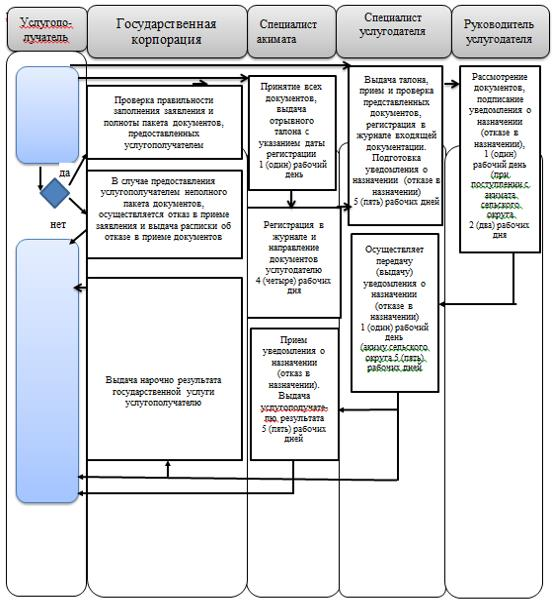 Услугопо-
лучатель
Государственная
корпорация
Специалист
акимата
Специалист
услугодателя
Руководитель
услугодателя
да
нет
Проверка правильности
заполнения заявления и
полноты пакета документов,
предоставленных
услугополучателем
В случае предоставления
услугополучателем неполного
пакета документов,
осуществляется отказ в приеме
заявления и выдача расписки об
отказе в приеме документов
Выдача нарочно результата
государственной услуги
услугополучателю
Принятие всех
документов,
выдача
отрывного
талона с
указанием даты
регистрации
1 (один) рабочий
день
Регистрация в
журнале и
направление
документов
услугодателю
4 (четыре) рабочих
дня
Прием
уведомления о
назначении
(отказ в
назначении).
Выдача
услугополучате-
лю результата
5 (пять) рабочих
дней
Выдача талона,
прием и проверка
представленных
документов,
регистрация в
журнале входящей
документации.
Подготовка
уведомления о
назначении (отказе в
назначении)
5 (пять) рабочих дней
Осуществляет
передачу
(выдачу)
уведомления о
назначении
(отказе в
назначении)
1 (один) рабочий
день
(акиму сельского
округа 5 (пять)
рабочих дней)
Рассмотрение
документов,
подписание
уведомления о
назначении
(отказе в
назначении),
1 (один)
рабочий день
(при
поступлении с
акимата
сельского
округа
2 (два) рабочих
дня